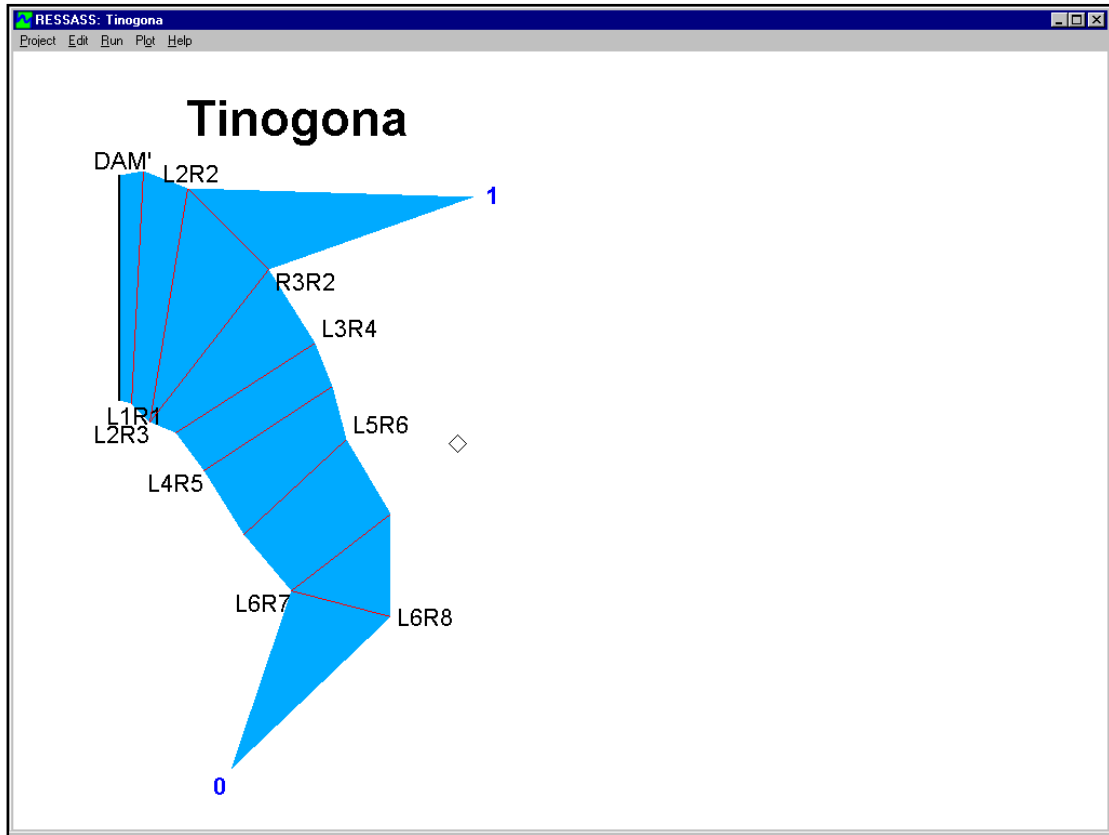 RESSASS: Tinogona
Project Edit Run Plot Help
Tinogona
DAM'
L2R2
1
R3R2
L3R4
L1R1
L2R3
L5R6
L4R5
L6R7
L6R8
0